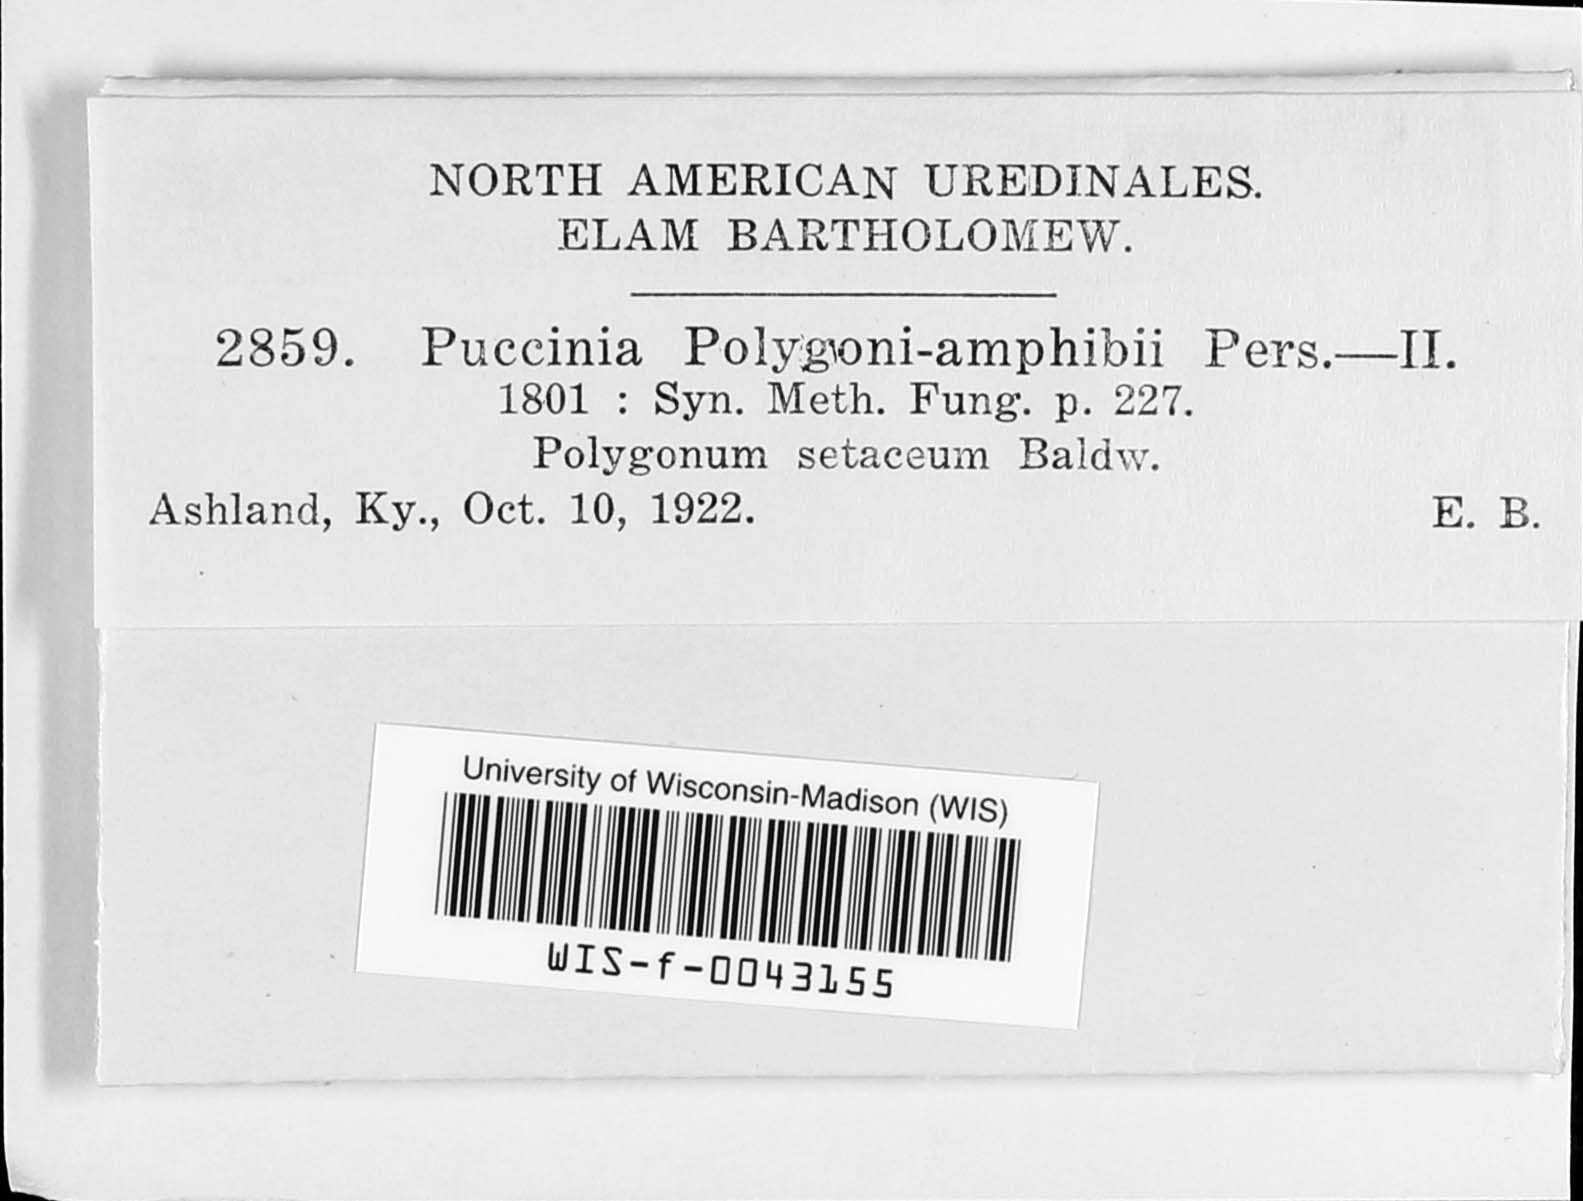 NORTH AMERICAN UREDINALES.
ELAM BARTHOLOMEW.
2859. Puccinia Polygoni-amphibii Pers.—II.
1801 : Syn. Meth. Fung. p. 227.
Polygonum setaceum Baldw.
Ashland, Ky., Oct. 10, 1922. E. B.
University of Wisconsin-Madison (WIS)
WIS-f-0043155